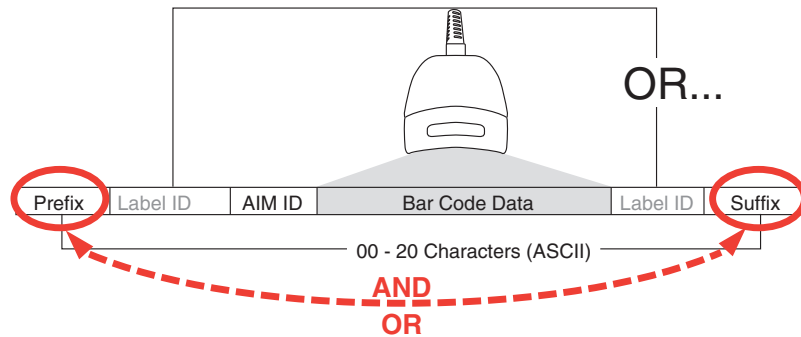 OR...
Prefix Label ID AIM ID Bar Code Data Label ID Suffix
00 - 20 Characters (ASCII)
AND
OR